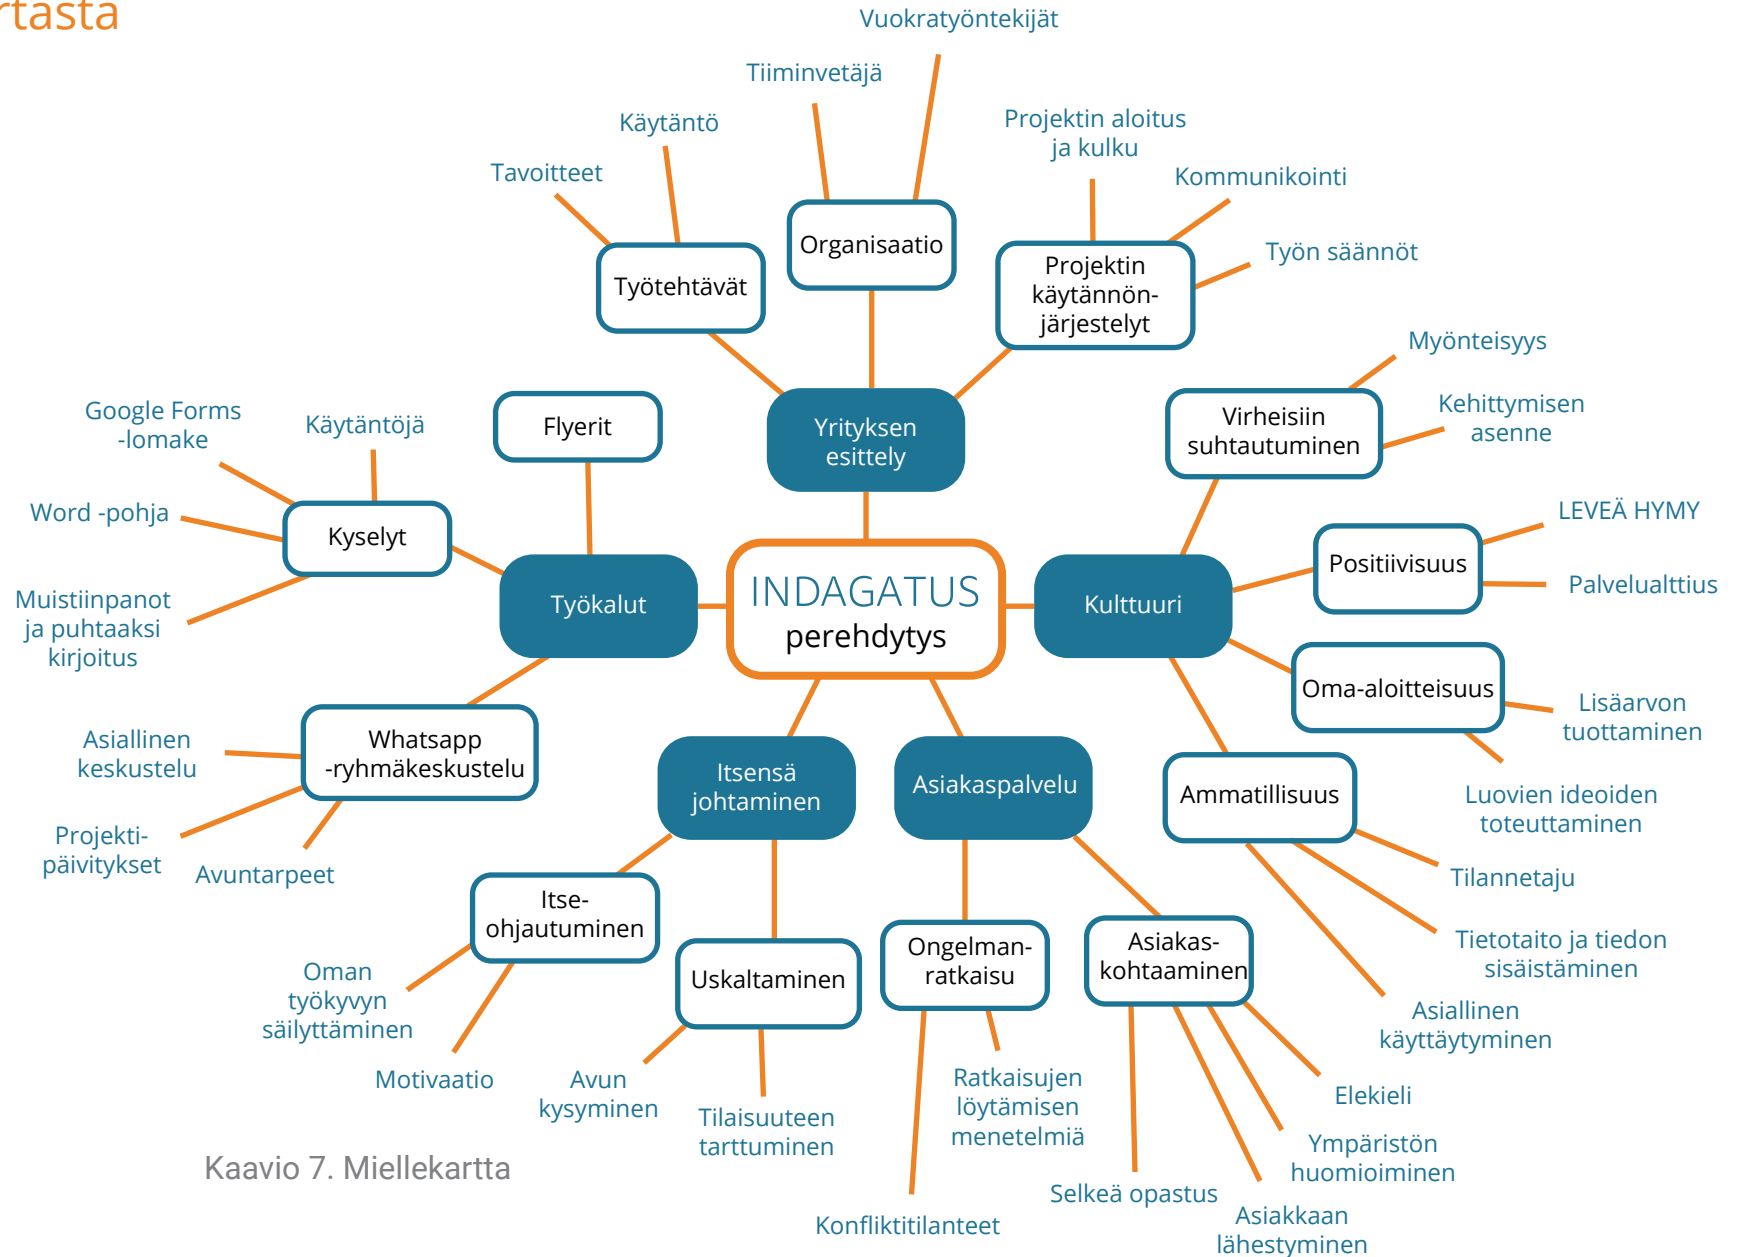 rtasta
Vuokratyöntekijät
Tiiminvetäjä
Käytäntö
Tavoitteet
Projektin aloitus
ja kulku
Kommunikointi
Työn säännöt
Organisaatio
Työtehtävät
Projektin
käytännön-
järjestelyt
Yrityksen
esittely
Myönteisyys
Kehittymisen
asenne
Virheisiin
suhtautuminen
Google Forms
-lomake
Käytäntöjä
Flyerit
Word -pohja
Kyselyt
Muistiinpanot
ja puhtaaksi
kirjoitus
Työkalut
INDAGATUS
perehdytys
Kulttuuri
LEVEÄ HYMY
Positiivisuus
Palvelualttius
Oma-aloitteisuus
Lisäarvon
tuottaminen
Luovien ideoiden
toteuttaminen
Asiallinen
keskustelu
Whatsapp
-ryhmäkeskustelu
Projekti-
päivitykset
Avuntarpeet
Itsensä
johtaminen
Asiakaspalvelu
Ammatillisuus
Tilannetaju
Tietotaito ja tiedon
sisäistäminen
Asiallinen
käyttäytyminen
Itse-
ohjautuminen
Uskaltaminen
Ongelman-
ratkaisu
Asiakas-
kohtaaminen
Oman
työkyvyn
säilyttäminen
Motivaatio
Avun
kysyminen
Tilaisuuteen
tarttuminen
Ratkaisujen
löytämisen
menetelmiä
Elekieli
Ympäristön
huomioiminen
Selkeä opastus
Asiakkaan
lähestyminen
Konfliktitilanteet
Kaavio 7. Miellekartta